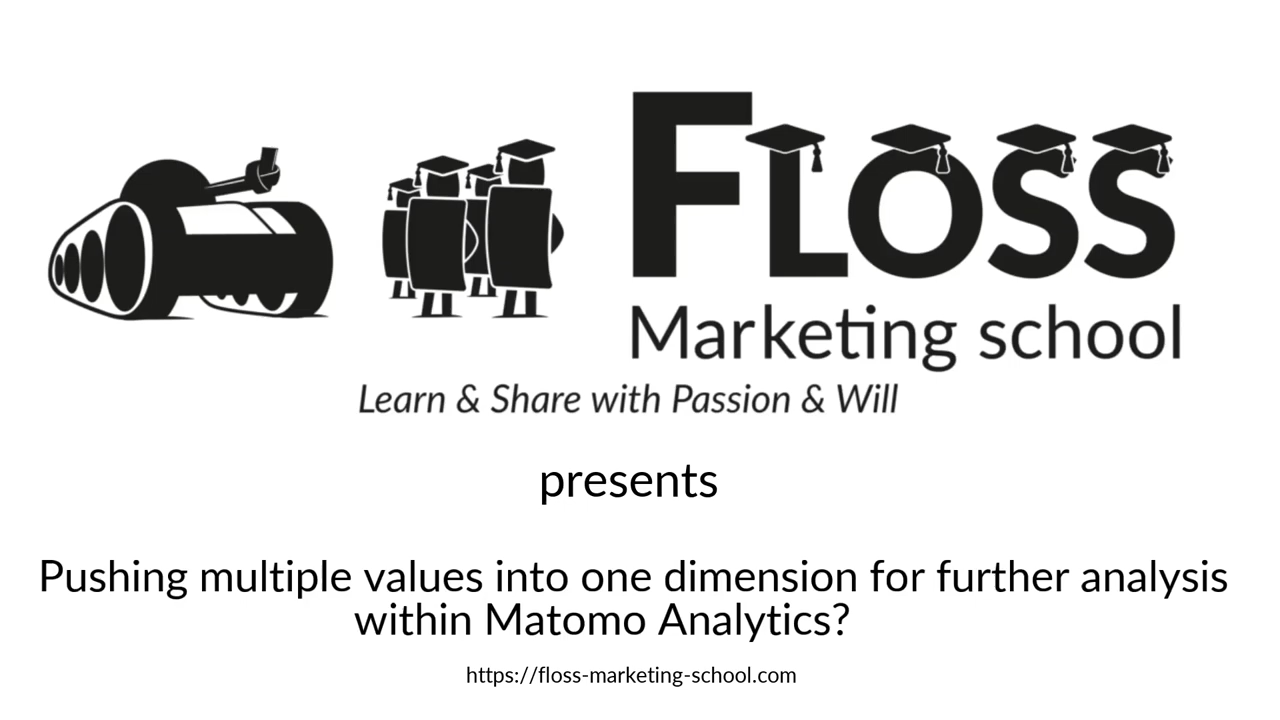 FLOSS
Marketing school
Learn & Share with Passion & Will
presents
Pushing multiple values into one dimension for further analysis
within Matomo Analytics?
https://floss-marketing-school.com